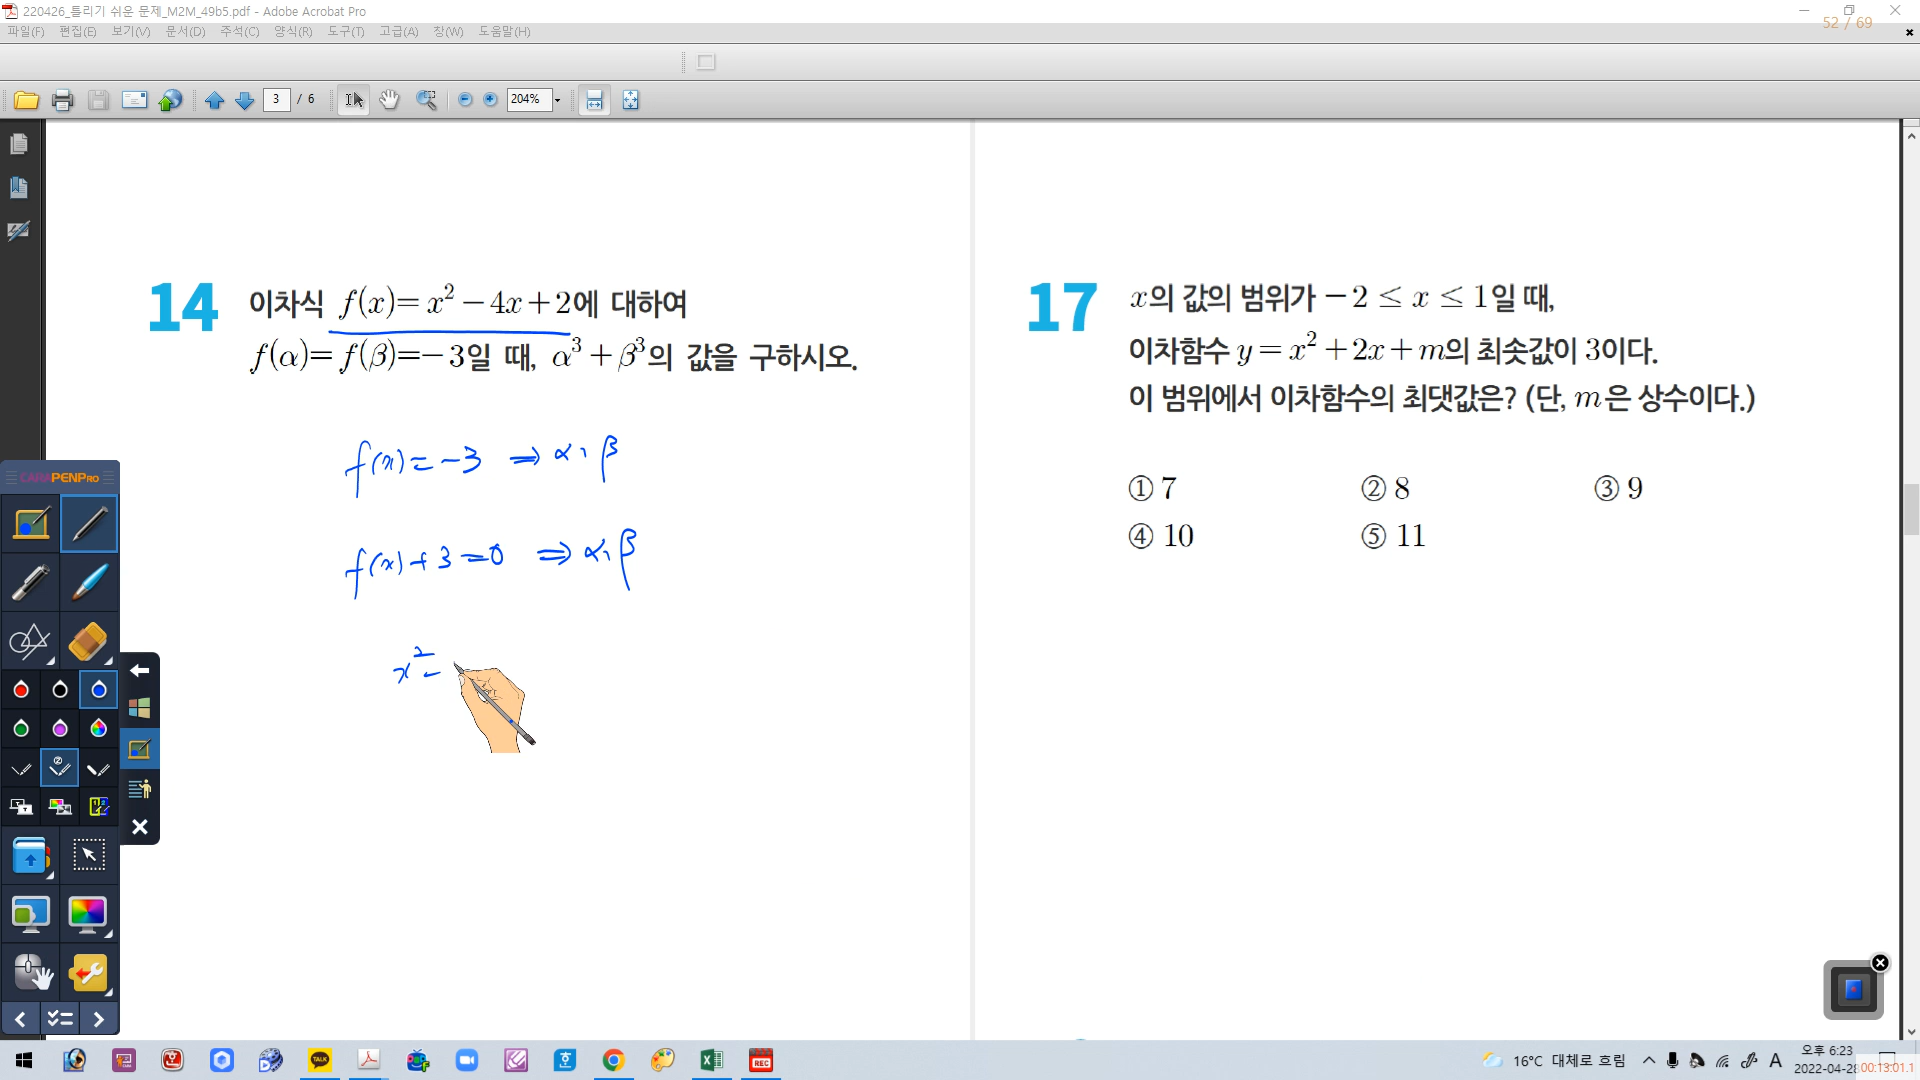 220426_틀리기 쉬운 문제_M2M_49b5.pdf - Adobe Acrobat Pro
52 / 69
파일(F) 편집(E) 보기(V) 문서(D) 주석(C) 양식(R) 도구(T) 고급(A) 창(W) 도움말(H)
3 / 6 204%
14 이차식 f(x)=x²−4x+2에 대하여
f(α)=f(β)=−3일 때, α³+β³의 값을 구하시오.
f(x)=-3 ⇒ α, β
f(x)+3=0 ⇒ α, β
x² -
17 x의 값의 범위가 −2 ≤ x ≤ 1일 때,
이차함수 y=x²+2x+m의 최솟값이 3이다.
이 범위에서 이차함수의 최댓값은? (단, m은 상수이다.)
① 7 ② 8 ③ 9
④ 10 ⑤ 11
CARAPENPRO
②
TALK
REC
16°C 대체로 흐림 A 오후 6:23
2022-04-28
00:13:01.1